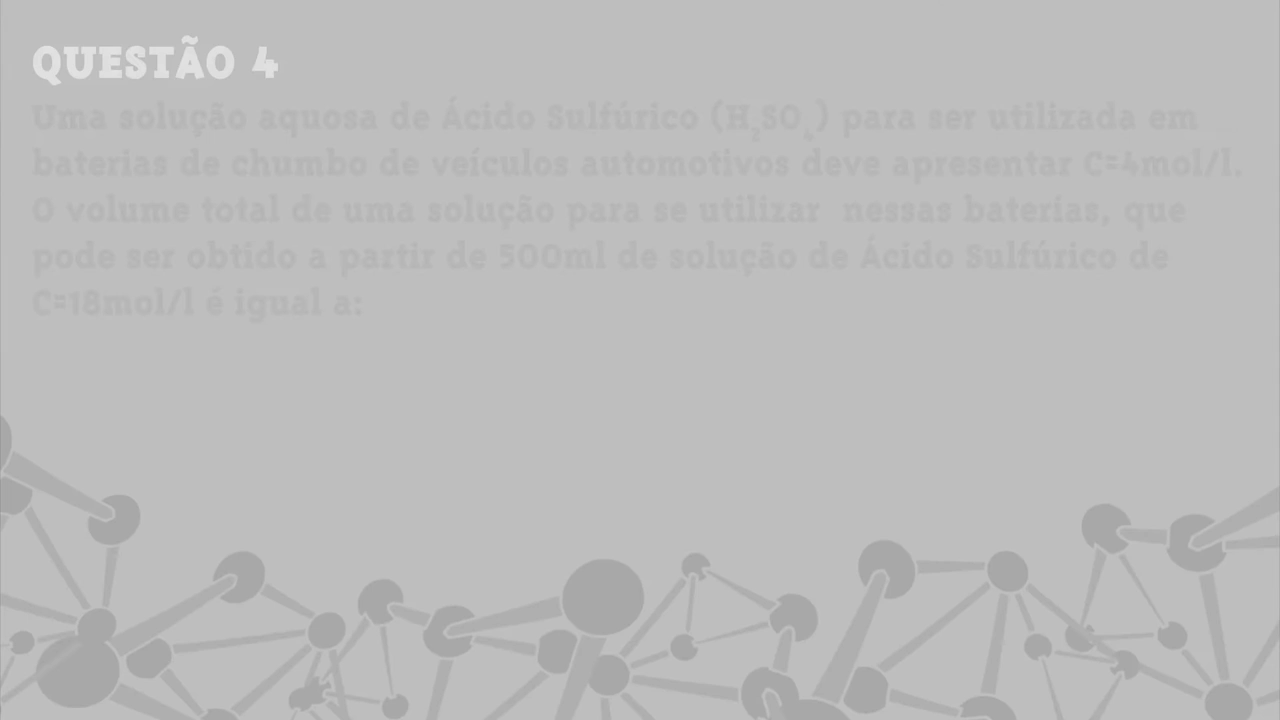 QUESTÃO 4
Uma solução aquosa de Ácido Sulfúrico (H₂SO₄) para ser utilizada em
baterias de chumbo de veículos automotivos deve apresentar C=4mol/l.
O volume total de uma solução para se utilizar nessas baterias, que
pode ser obtido a partir de 500ml de solução de Ácido Sulfúrico de
C=18mol/l é igual a: